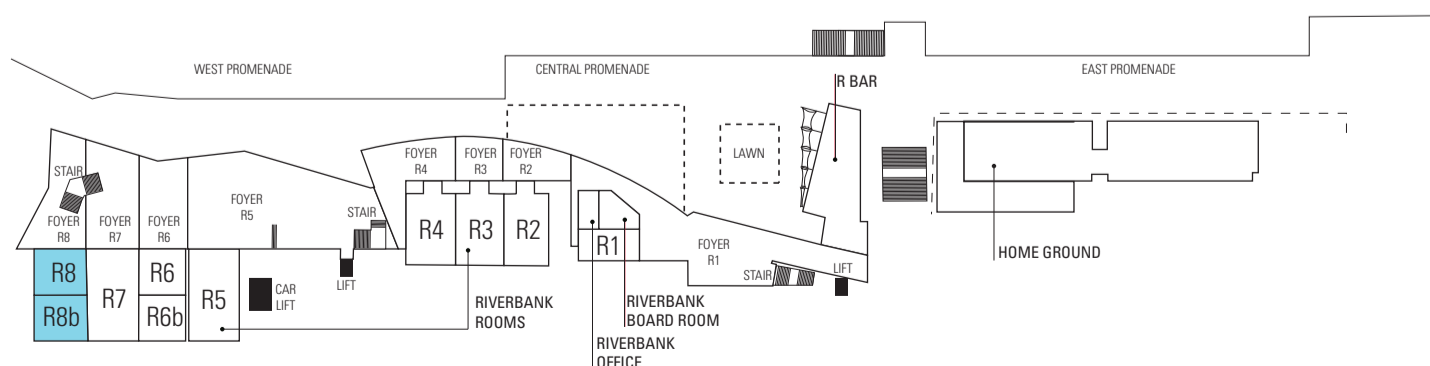 WEST PROMENADE
CENTRAL PROMENADE
EAST PROMENADE
R BAR
LAWN
STAIR
FOYER
R8
FOYER
R7
FOYER
R6
FOYER
R5
STAIR
FOYER
R4
FOYER
R3
FOYER
R2
R4
R3
R2
R1
FOYER
R1
STAIR
LIFT
HOME GROUND
R8
R8b
R7
R6
R6b
R5
CAR
LIFT
LIFT
RIVERBANK
ROOMS
RIVERBANK
BOARD ROOM
RIVERBANK
OFFICE